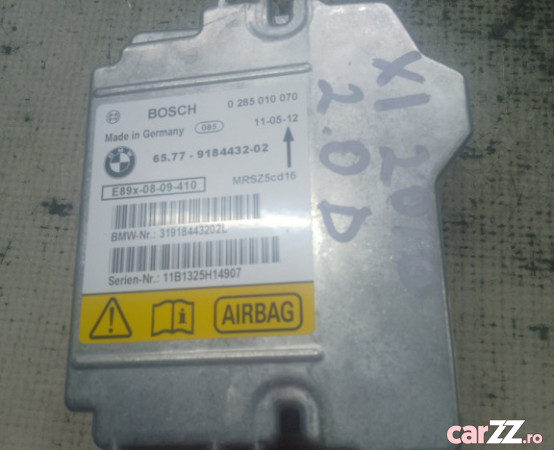 BOSCH 0 285 010 070
Made in Germany 085 11-05-12
65.77 - 9184432-02
E89x-08-09-410 MRSZ5cd16
BMW-Nr.: 31918443202L
Serien-Nr.: 11B1325H14907
AIRBAG
X1 2010
2.0D
carZZ.ro